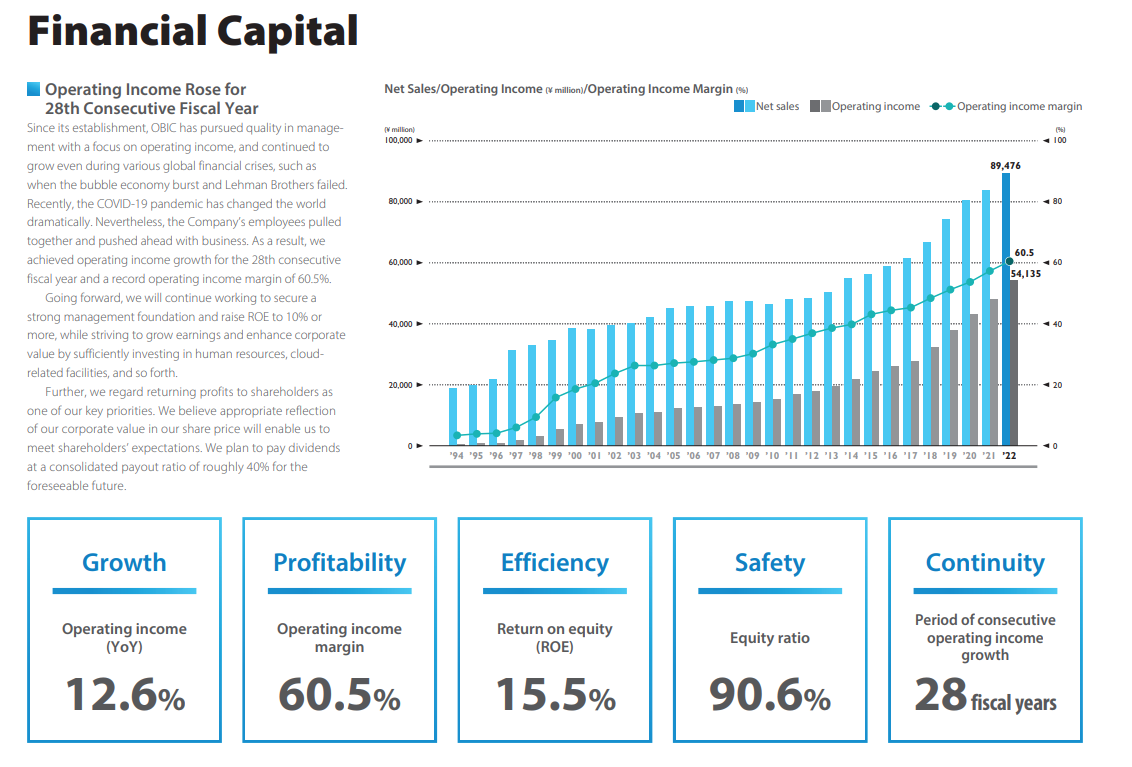 Financial Capital
Operating Income Rose for
28th Consecutive Fiscal Year
Since its establishment, OBIC has pursued quality in manage-
ment with a focus on operating income, and continued to
grow even during various global financial crises, such as
when the bubble economy burst and Lehman Brothers failed.
Recently, the COVID-19 pandemic has changed the world
dramatically. Nevertheless, the Company's employees pulled
together and pushed ahead with business. As a result, we
achieved operating income growth for the 28th consecutive
fiscal year and a record operating income margin of 60.5%.
Going forward, we will continue working to secure a
strong management foundation and raise ROE to 10% or
more, while striving to grow earnings and enhance corporate
value by sufficiently investing in human resources, cloud-
related facilities, and so forth.
Further, we regard returning profits to shareholders as
one of our key priorities. We believe appropriate reflection
of our corporate value in our share price will enable us to
meet shareholders' expectations. We plan to pay dividends
at a consolidated payout ratio of roughly 40% for the
foreseeable future.
Net Sales/Operating Income (¥ million)/Operating Income Margin (%)
Net sales Operating income Operating income margin
(¥ million) (%)
100,000 100
89,476
80,000 80
60.5
60,000 60
54,135
40,000 40
20,000 20
0 0
'94 '95 '96 '97 '98 '99 '00 '01 '02 '03 '04 '05 '06 '07 '08 '09 '10 '11 '12 '13 '14 '15 '16 '17 '18 '19 '20 '21 '22
Growth
Operating income
(YoY)
12.6%
Profitability
Operating income
margin
60.5%
Efficiency
Return on equity
(ROE)
15.5%
Safety
Equity ratio
90.6%
Continuity
Period of consecutive
operating income
growth
28 fiscal years